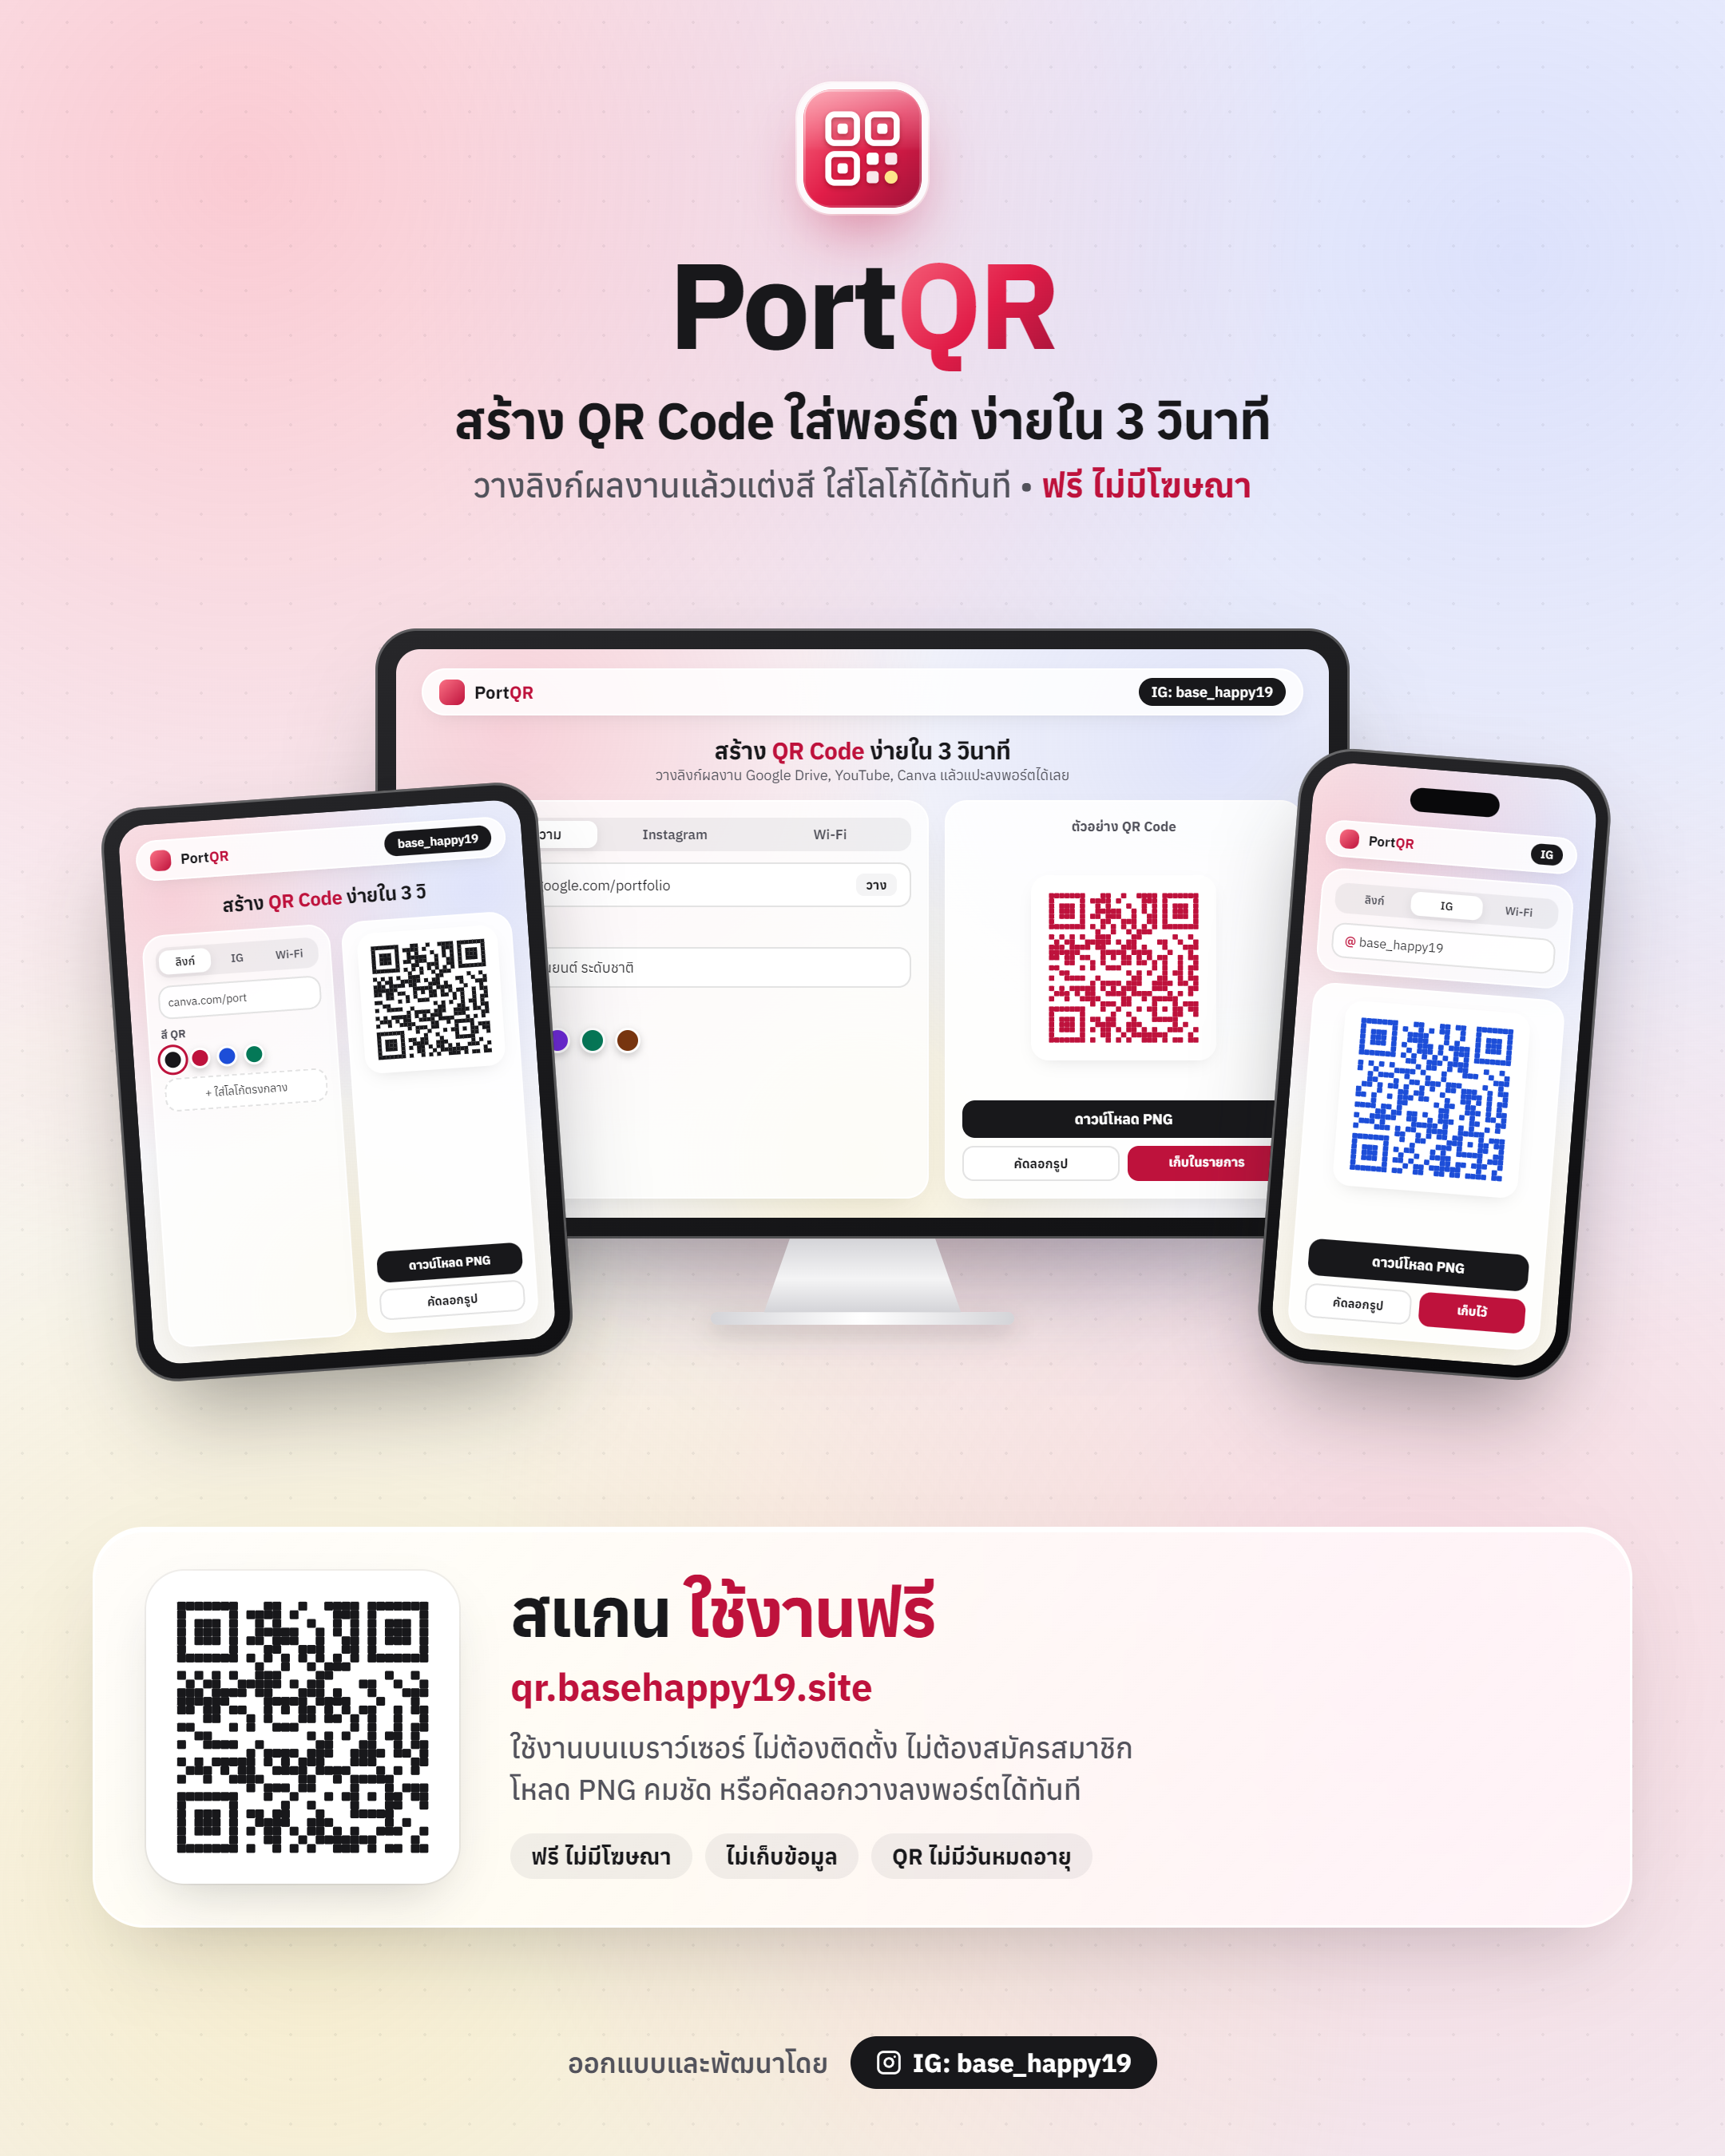 PortQR
สร้าง QR Code ใส่พอร์ต ง่ายใน 3 วินาที
วางลิงก์ผลงานแล้วแต่งสี ใส่โลโก้ได้ทันที • ฟรี ไม่มีโฆษณา
PortQR
IG: base_happy19
สร้าง QR Code ง่ายใน 3 วินาที
วางลิงก์ผลงาน Google Drive, YouTube, Canva แล้วแปะลงพอร์ตได้เลย
Instagram
Wi-Fi
oogle.com/portfolio
วาง
ระดับชาติ
ตัวอย่าง QR Code
ดาวน์โหลด PNG
คัดลอกรูป
เก็บในรายการ
PortQR
base_happy19
สร้าง QR Code ง่ายใน 3 วิ
ลิงก์
IG
Wi-Fi
canva.com/port
สี QR
+ ใส่โลโก้ตรงกลาง
ดาวน์โหลด PNG
คัดลอกรูป
PortQR
IG
ลิงก์
IG
Wi-Fi
@ base_happy19
ดาวน์โหลด PNG
คัดลอกรูป
เก็บไว้
สแกน ใช้งานฟรี
qr.basehappy19.site
ใช้งานบนเบราว์เซอร์ ไม่ต้องติดตั้ง ไม่ต้องสมัครสมาชิก
โหลด PNG คมชัด หรือคัดลอกวางลงพอร์ตได้ทันที
ฟรี ไม่มีโฆษณา
ไม่เก็บข้อมูล
QR ไม่มีวันหมดอายุ
ออกแบบและพัฒนาโดย
IG: base_happy19